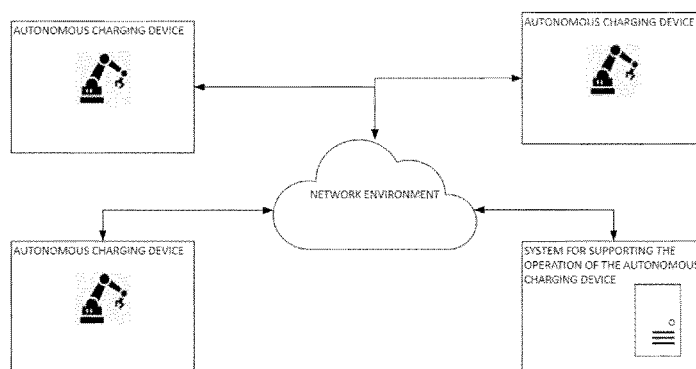 AUTONOMOUS CHARGING DEVICE
AUTONOMOUS CHARGING DEVICE
NETWORK ENVIRONMENT
AUTONOMOUS CHARGING DEVICE
SYSTEM FOR SUPPORTING THE
OPERATION OF THE AUTONOMOUS
CHARGING DEVICE